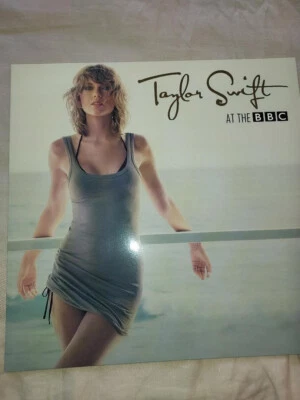 Taylor Swift
AT THE BBC